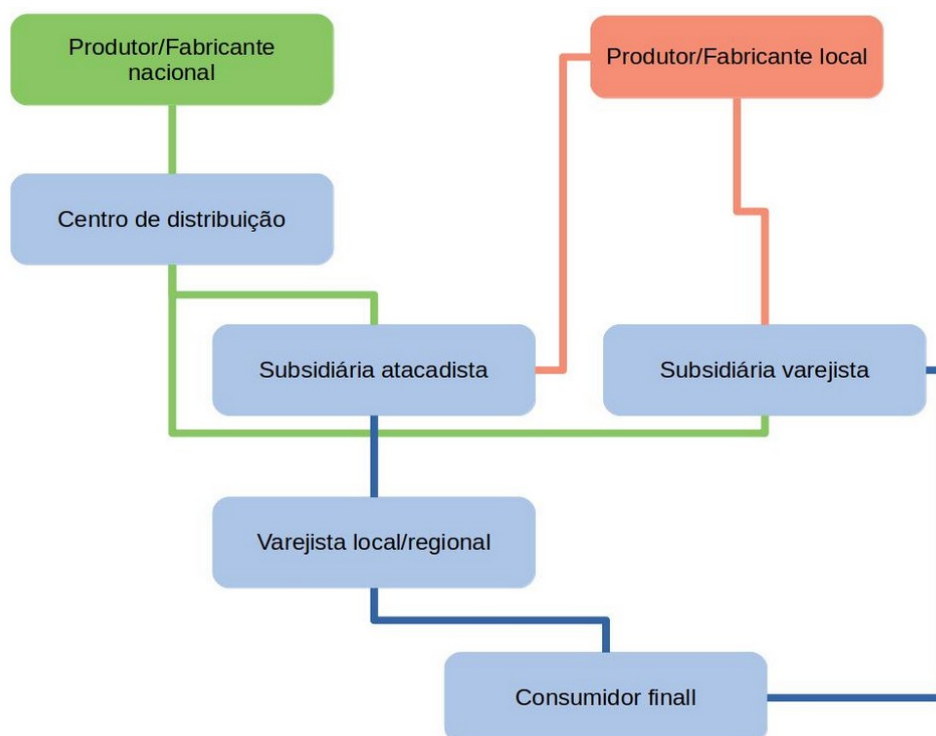 Produtor/Fabricante
nacional
Produtor/Fabricante local
Centro de distribuição
Subsidiária atacadista
Subsidiária varejista
Varejista local/regional
Consumidor finall